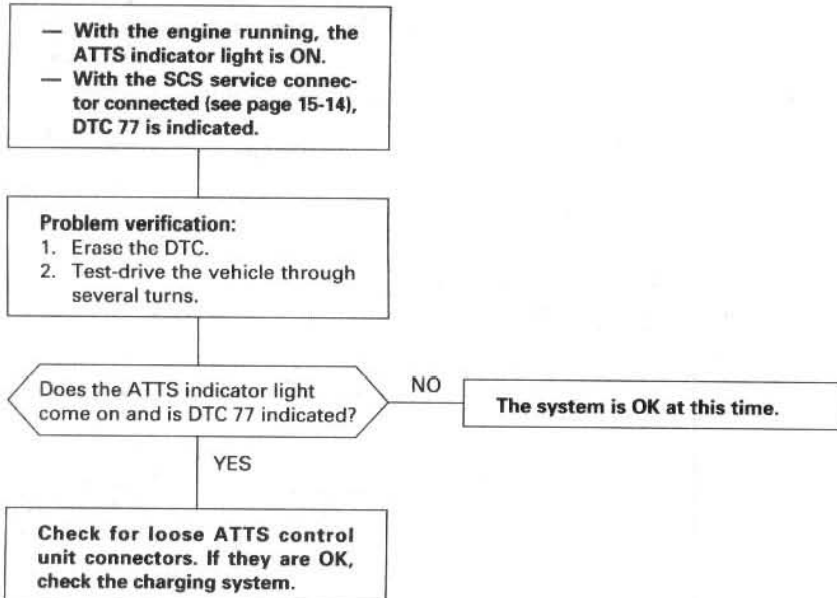 — With the engine running, the
ATTS indicator light is ON.
— With the SCS service connec-
tor connected (see page 15-14),
DTC 77 is indicated.
Problem verification:
1. Erase the DTC.
2. Test-drive the vehicle through
several turns.
Does the ATTS indicator light
come on and is DTC 77 indicated?
NO
The system is OK at this time.
YES
Check for loose ATTS control
unit connectors. If they are OK,
check the charging system.